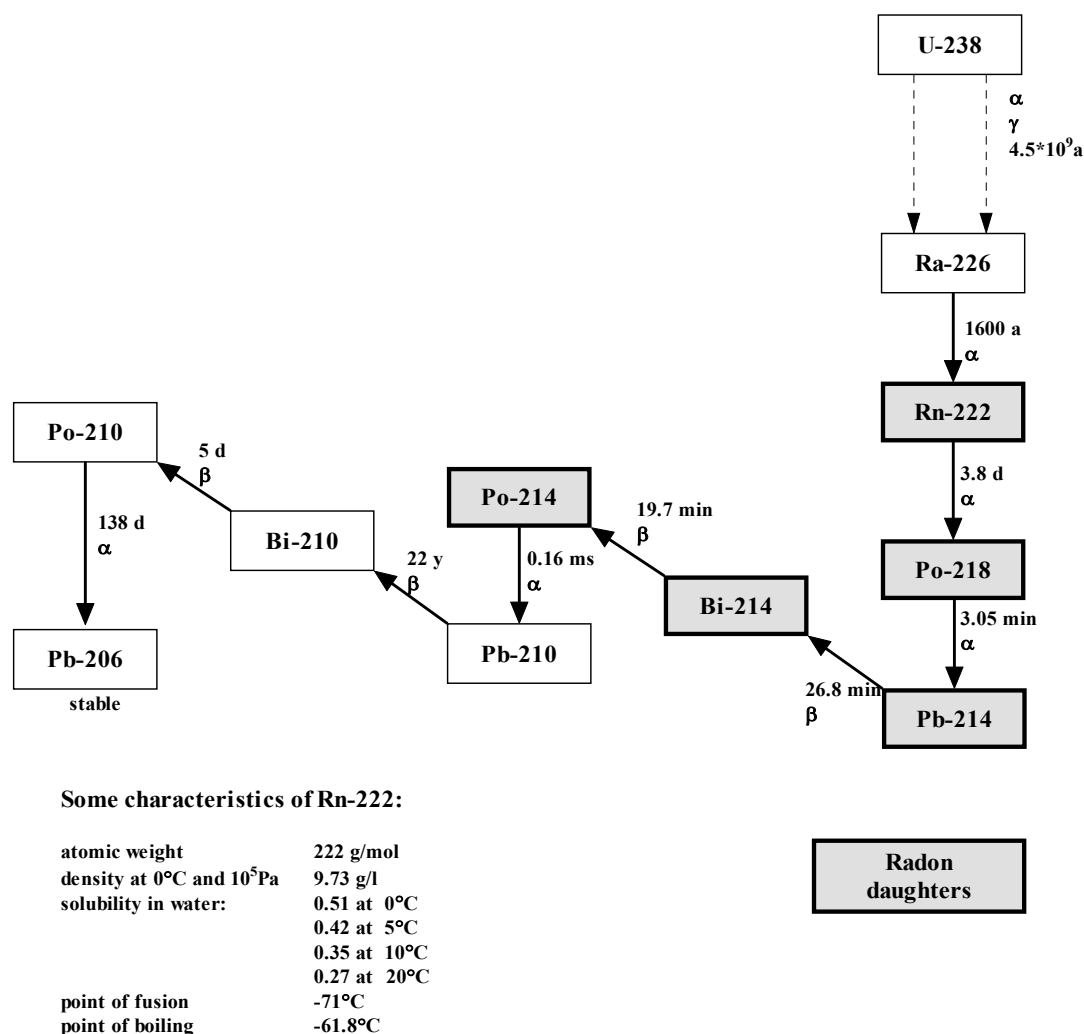 U-238
α
γ
4.5*10⁹a
Ra-226
1600 a
α
Rn-222
3.8 d
α
Po-218
3.05 min
α
Pb-214
26.8 min
β
Bi-214
19.7 min
β
Po-214
0.16 ms
α
Pb-210
22 y
β
Bi-210
5 d
β
Po-210
138 d
α
Pb-206
stable
Some characteristics of Rn-222:
atomic weight 222 g/mol
density at 0°C and 10⁵Pa 9.73 g/l
solubility in water: 0.51 at 0°C
0.42 at 5°C
0.35 at 10°C
0.27 at 20°C
point of fusion -71°C
point of boiling -61.8°C
Radon
daughters